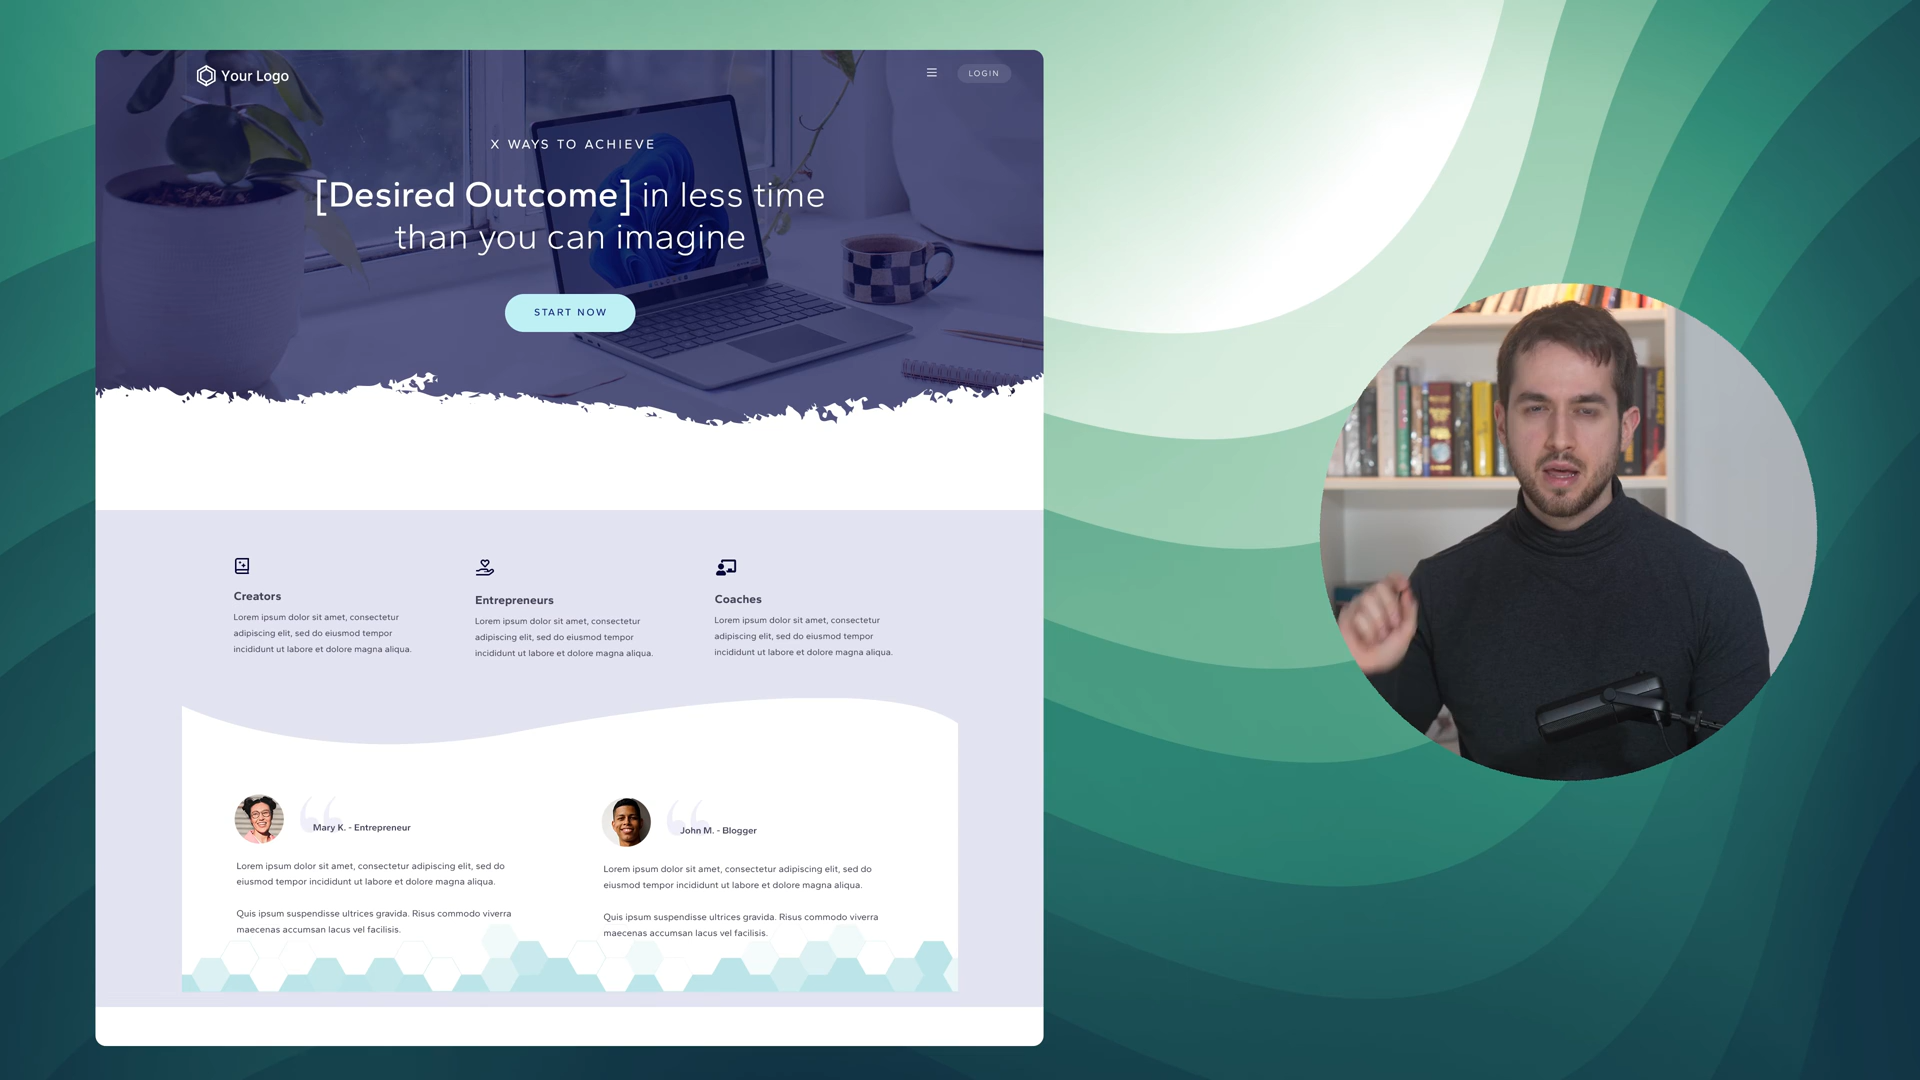 Your Logo
LOGIN
X WAYS TO ACHIEVE
[Desired Outcome] in less time
than you can imagine
START NOW
Creators
Lorem ipsum dolor sit amet, consectetur
adipiscing elit, sed do eiusmod tempor
incididunt ut labore et dolore magna aliqua.
Entrepreneurs
Lorem ipsum dolor sit amet, consectetur
adipiscing elit, sed do eiusmod tempor
incididunt ut labore et dolore magna aliqua.
Coaches
Lorem ipsum dolor sit amet, consectetur
adipiscing elit, sed do eiusmod tempor
incididunt ut labore et dolore magna aliqua.
Mary K. - Entrepreneur
Lorem ipsum dolor sit amet, consectetur adipiscing elit, sed do
eiusmod tempor incididunt ut labore et dolore magna aliqua.
Quis ipsum suspendisse ultrices gravida. Risus commodo viverra
maecenas accumsan lacus vel facilisis.
John M. - Blogger
Lorem ipsum dolor sit amet, consectetur adipiscing elit, sed do
eiusmod tempor incididunt ut labore et dolore magna aliqua.
Quis ipsum suspendisse ultrices gravida. Risus commodo viverra
maecenas accumsan lacus vel facilisis.